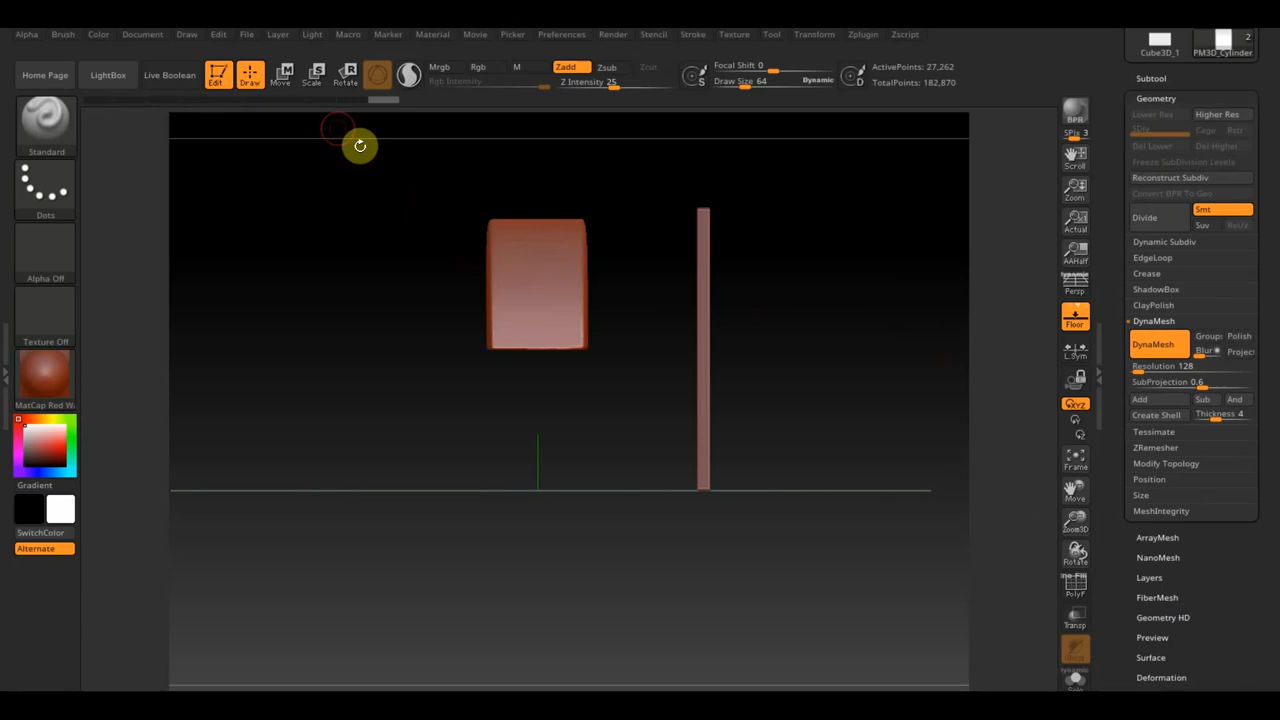 Alpha Brush Color Document Draw Edit File Layer Light Macro Marker Material Movie Picker Preferences Render Stencil Stroke Texture Tool Transform Zplugin Zscript
Cube3D_1 2 PM3D_Cylinder
Home Page LightBox Live Boolean Edit Draw Move Scale Rotate
Mrgb Rgb M Zadd Zsub Zcut
Rgb Intensity Z Intensity 25
S Focal Shift 0
Draw Size 64 Dynamic
D ActivePoints: 27,262
TotalPoints: 182,870
Standard
Dots
Alpha Off
Texture Off
MatCap Red Wa
Gradient
SwitchColor
Alternate
BPR
SPix 3
Scroll
Zoom
Actual
AAHalf
Dynamic
Persp
Floor
L.Sym
XYZ
Frame
Move
Zoom3D
Rotate
PolyF
Transp
Ghost
Dynamic
Solo
Subtool
Geometry
Lower Res Higher Res
SDiv Cage Rstr
Del Lower Del Higher
Freeze SubDivision Levels
Reconstruct Subdiv
Convert BPR To Geo
Divide Smt
Suv ReUV
Dynamic Subdiv
EdgeLoop
Crease
ShadowBox
ClayPolish
DynaMesh
DynaMesh Groups Polish
Blur Project
Resolution 128
SubProjection 0.6
Add Sub And
Create Shell Thickness 4
Tessimate
ZRemesher
Modify Topology
Position
Size
MeshIntegrity
ArrayMesh
NanoMesh
Layers
FiberMesh
Geometry HD
Preview
Surface
Deformation